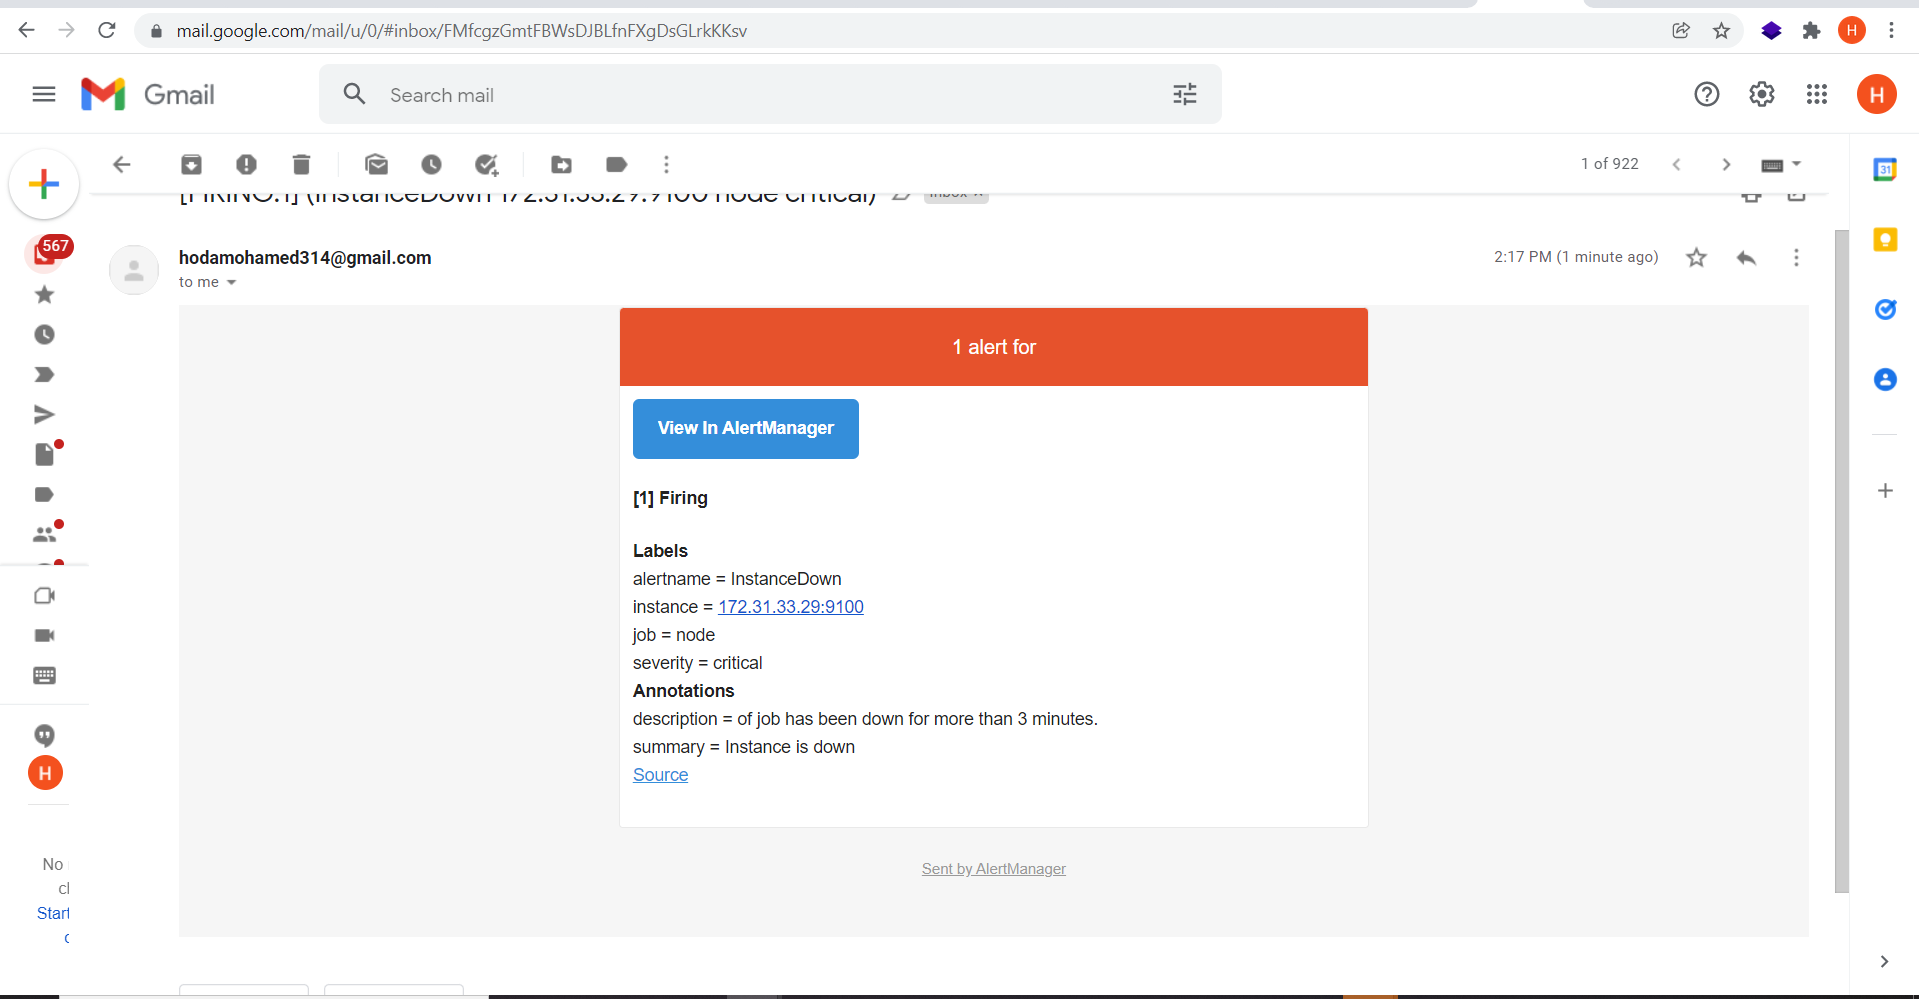 mail.google.com/mail/u/0/#inbox/FMfcgzGmtFBWsDJBLfnFXgDsGLrkKKsv
H
Gmail
Search mail
H
1 of 922
31
[FIRING:1] (InstanceDown 172.31.33.29:9100 node critical)
Inbox ×
567
hodamohamed314@gmail.com
2:17 PM (1 minute ago)
to me
1 alert for
View In AlertManager
[1] Firing
Labels
alertname = InstanceDown
instance = 172.31.33.29:9100
job = node
severity = critical
Annotations
description = of job has been down for more than 3 minutes.
summary = Instance is down
Source
H
Sent by AlertManager
No
Start